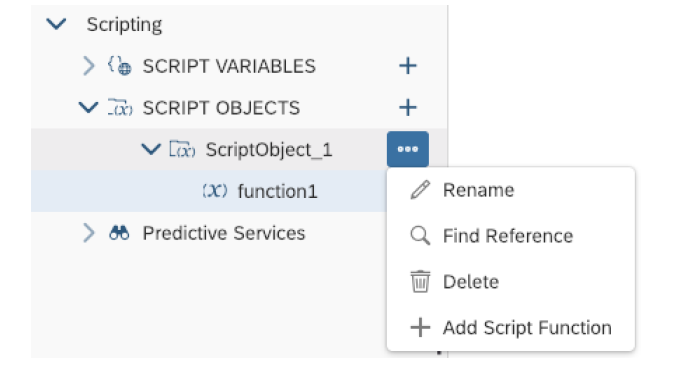 Scripting
SCRIPT VARIABLES
SCRIPT OBJECTS
ScriptObject_1
(x) function1
Rename
Find Reference
Predictive Services
Delete
Add Script Function